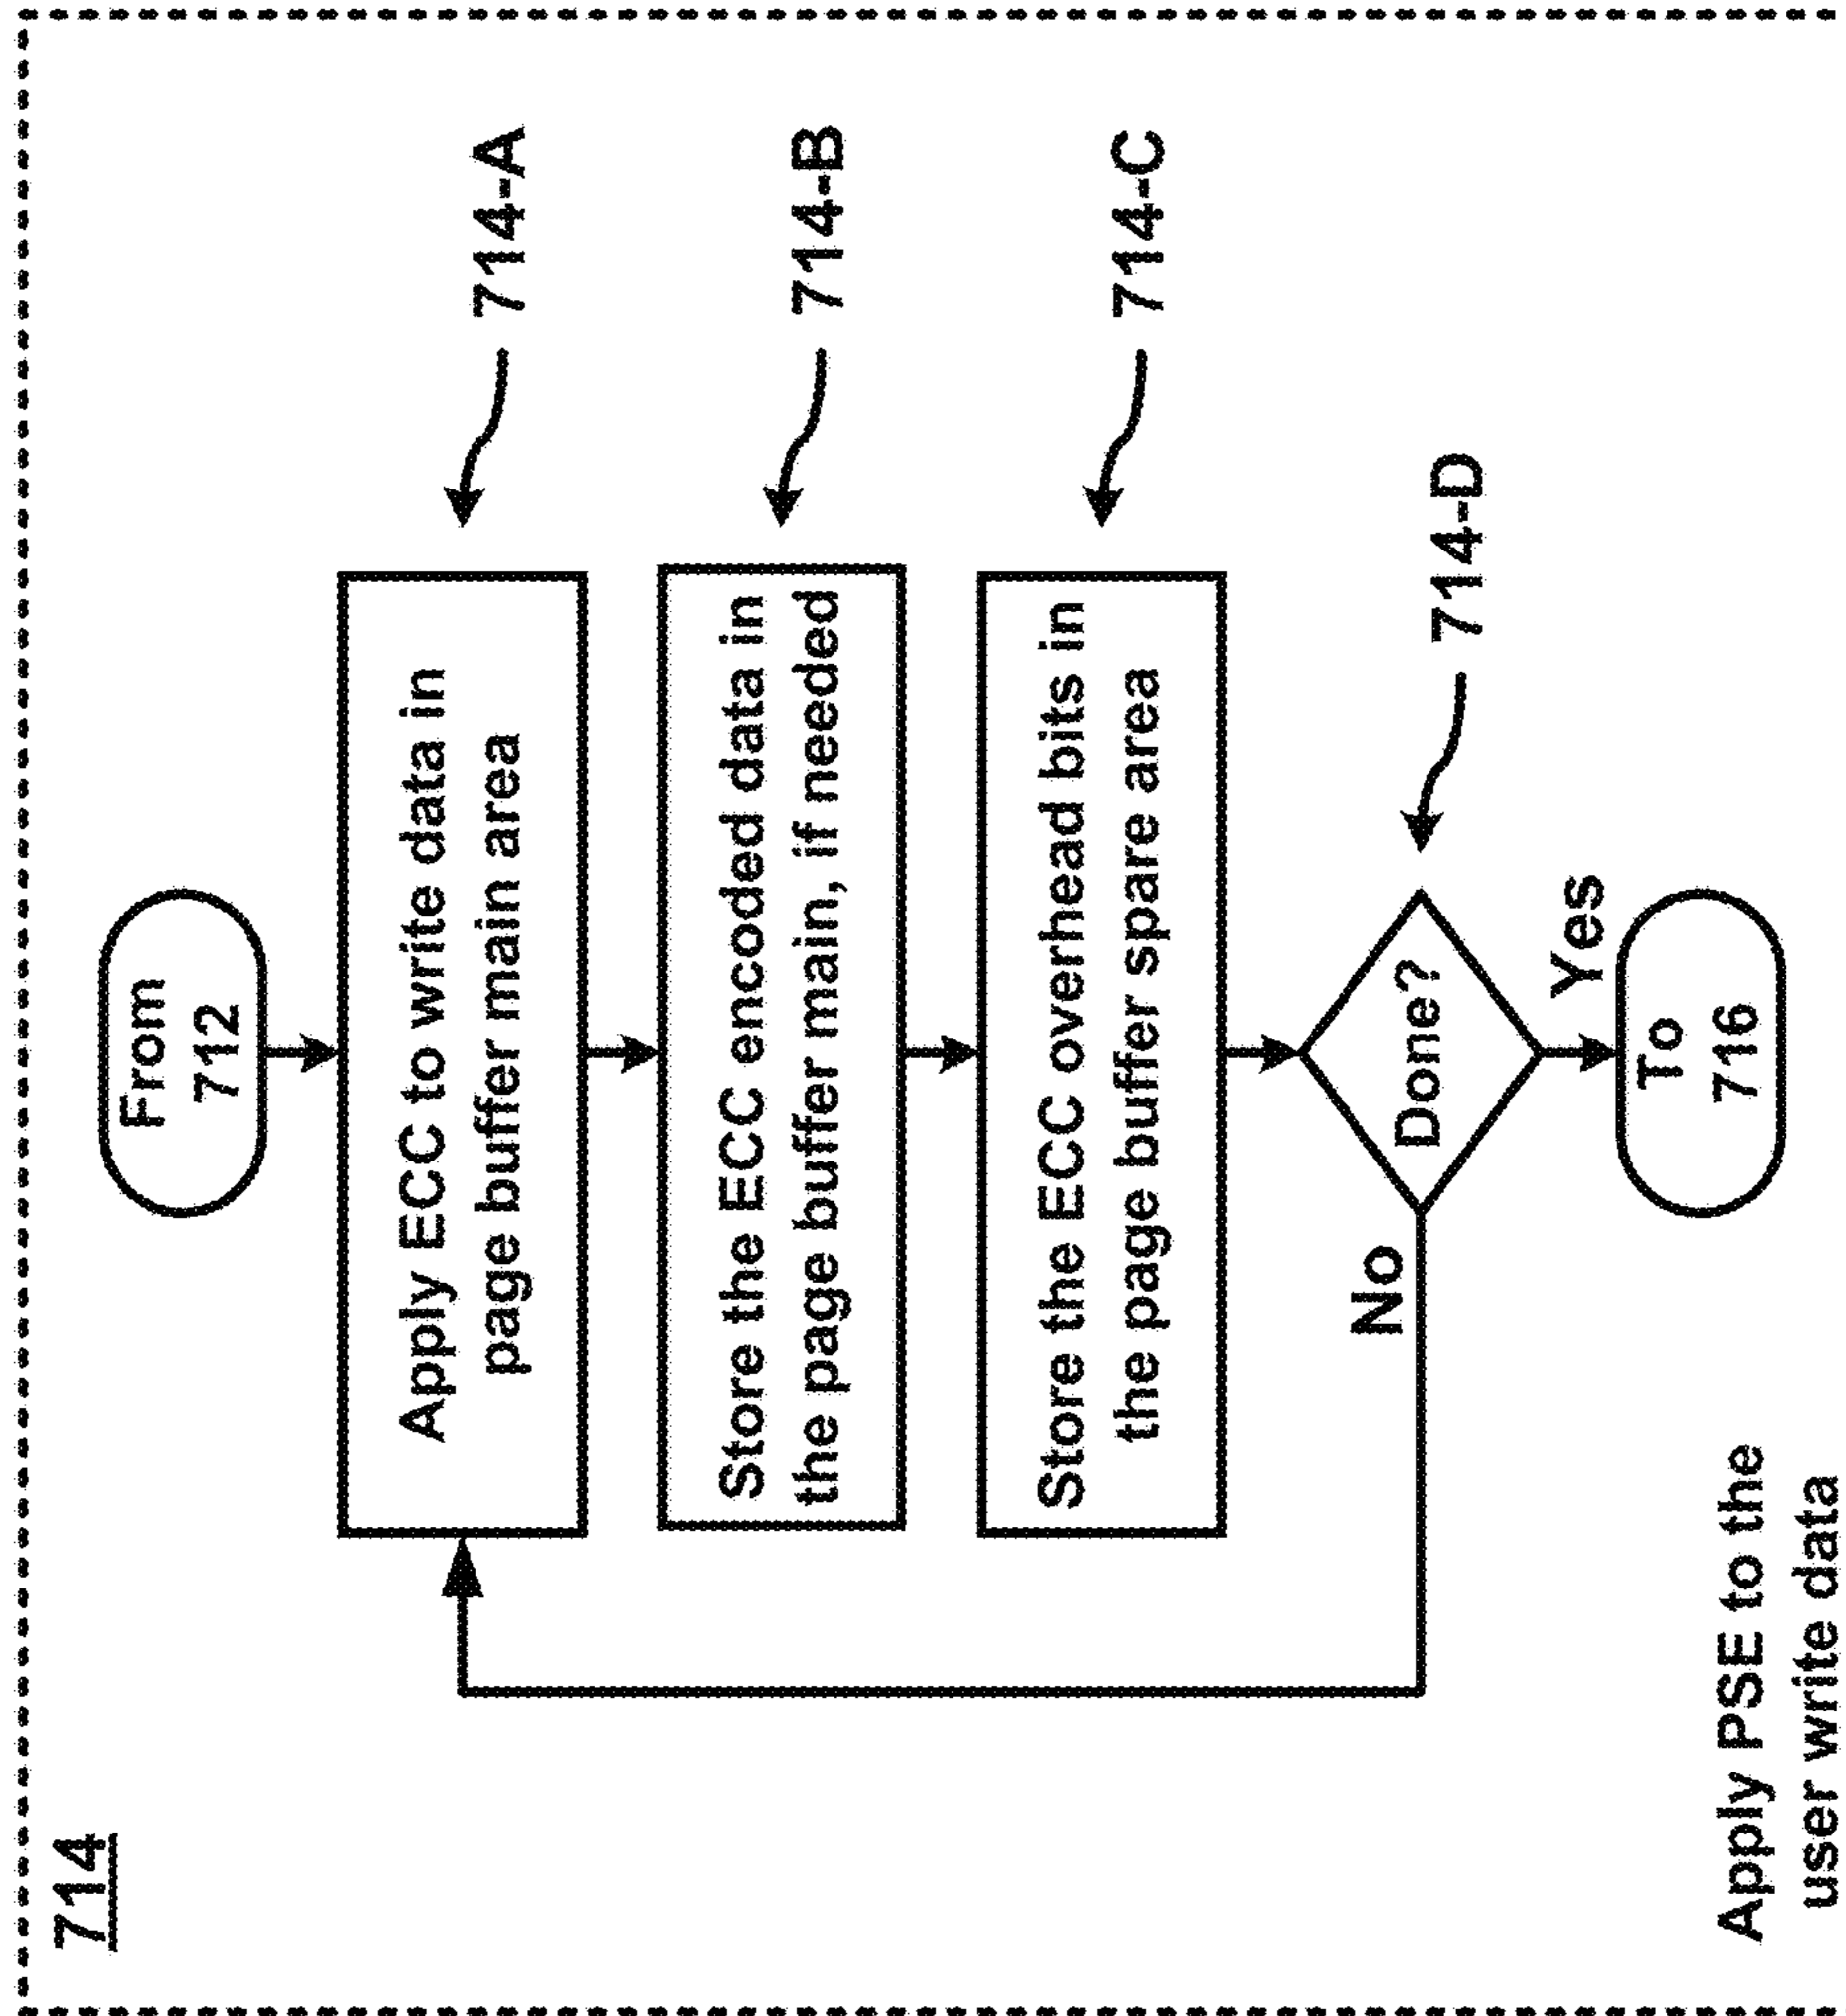 714
From
712
Apply ECC to write data in
page buffer main area
714-A
Store the ECC encoded data in
the page buffer main, if needed
714-B
Store the ECC overhead bits in
the page buffer spare area
714-C
Done?
714-D
No
Yes
To
716
Apply PSE to the
user write data